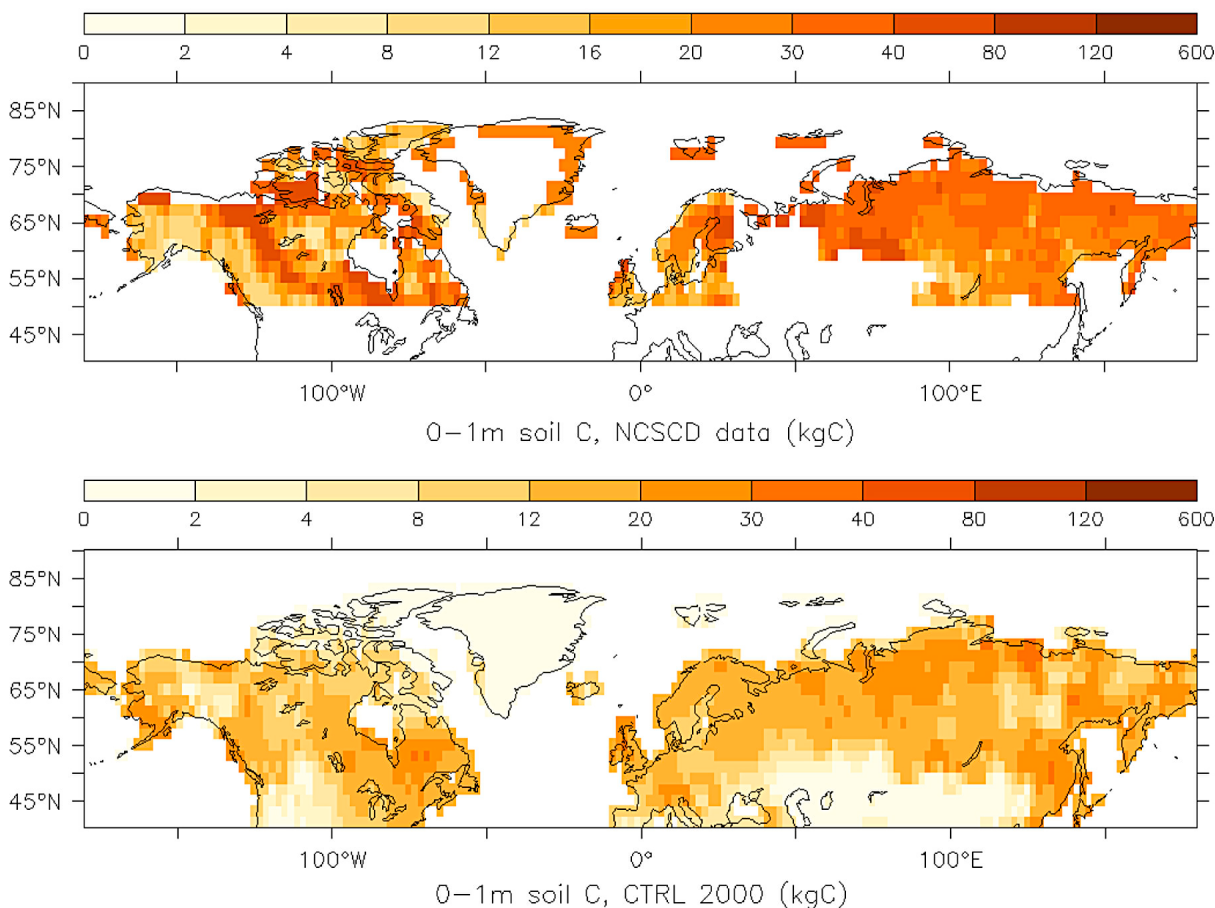 0 2 4 8 12 16 20 30 40 80 120 600
85°N
75°N
65°N
55°N
45°N
100°W 0° 100°E
0-1m soil C, NCSCD data (kgC)
0 2 4 8 12 20 30 40 80 120 600
85°N
75°N
65°N
55°N
45°N
100°W 0° 100°E
0-1m soil C, CTRL 2000 (kgC)